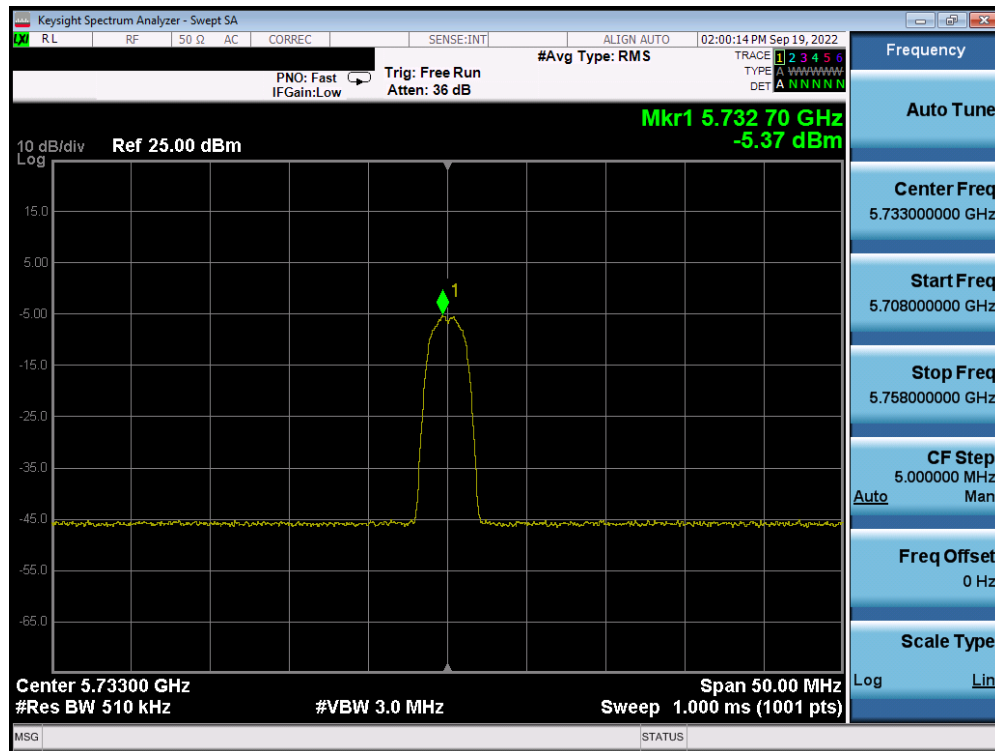 Keysight Spectrum Analyzer - Swept SA
LXI RL RF 50 Ω AC CORREC SENSE:INT ALIGN AUTO 02:00:14 PM Sep 19, 2022
#Avg Type: RMS
TRACE 1 2 3 4 5 6
TYPE A WWWWW
DET A N N N N N
PNO: Fast
IFGain:Low
Trig: Free Run
Atten: 36 dB
Mkr1 5.732 70 GHz
-5.37 dBm
10 dB/div
Log
Ref 25.00 dBm
15.0
5.00
-5.00
-15.0
-25.0
-35.0
-45.0
-55.0
-65.0
1
Center 5.73300 GHz
Span 50.00 MHz
#Res BW 510 kHz
#VBW 3.0 MHz
Sweep 1.000 ms (1001 pts)
MSG
STATUS
Frequency
Auto Tune
Center Freq
5.733000000 GHz
Start Freq
5.708000000 GHz
Stop Freq
5.758000000 GHz
CF Step
5.000000 MHz
Auto Man
Freq Offset
0 Hz
Scale Type
Log Lin